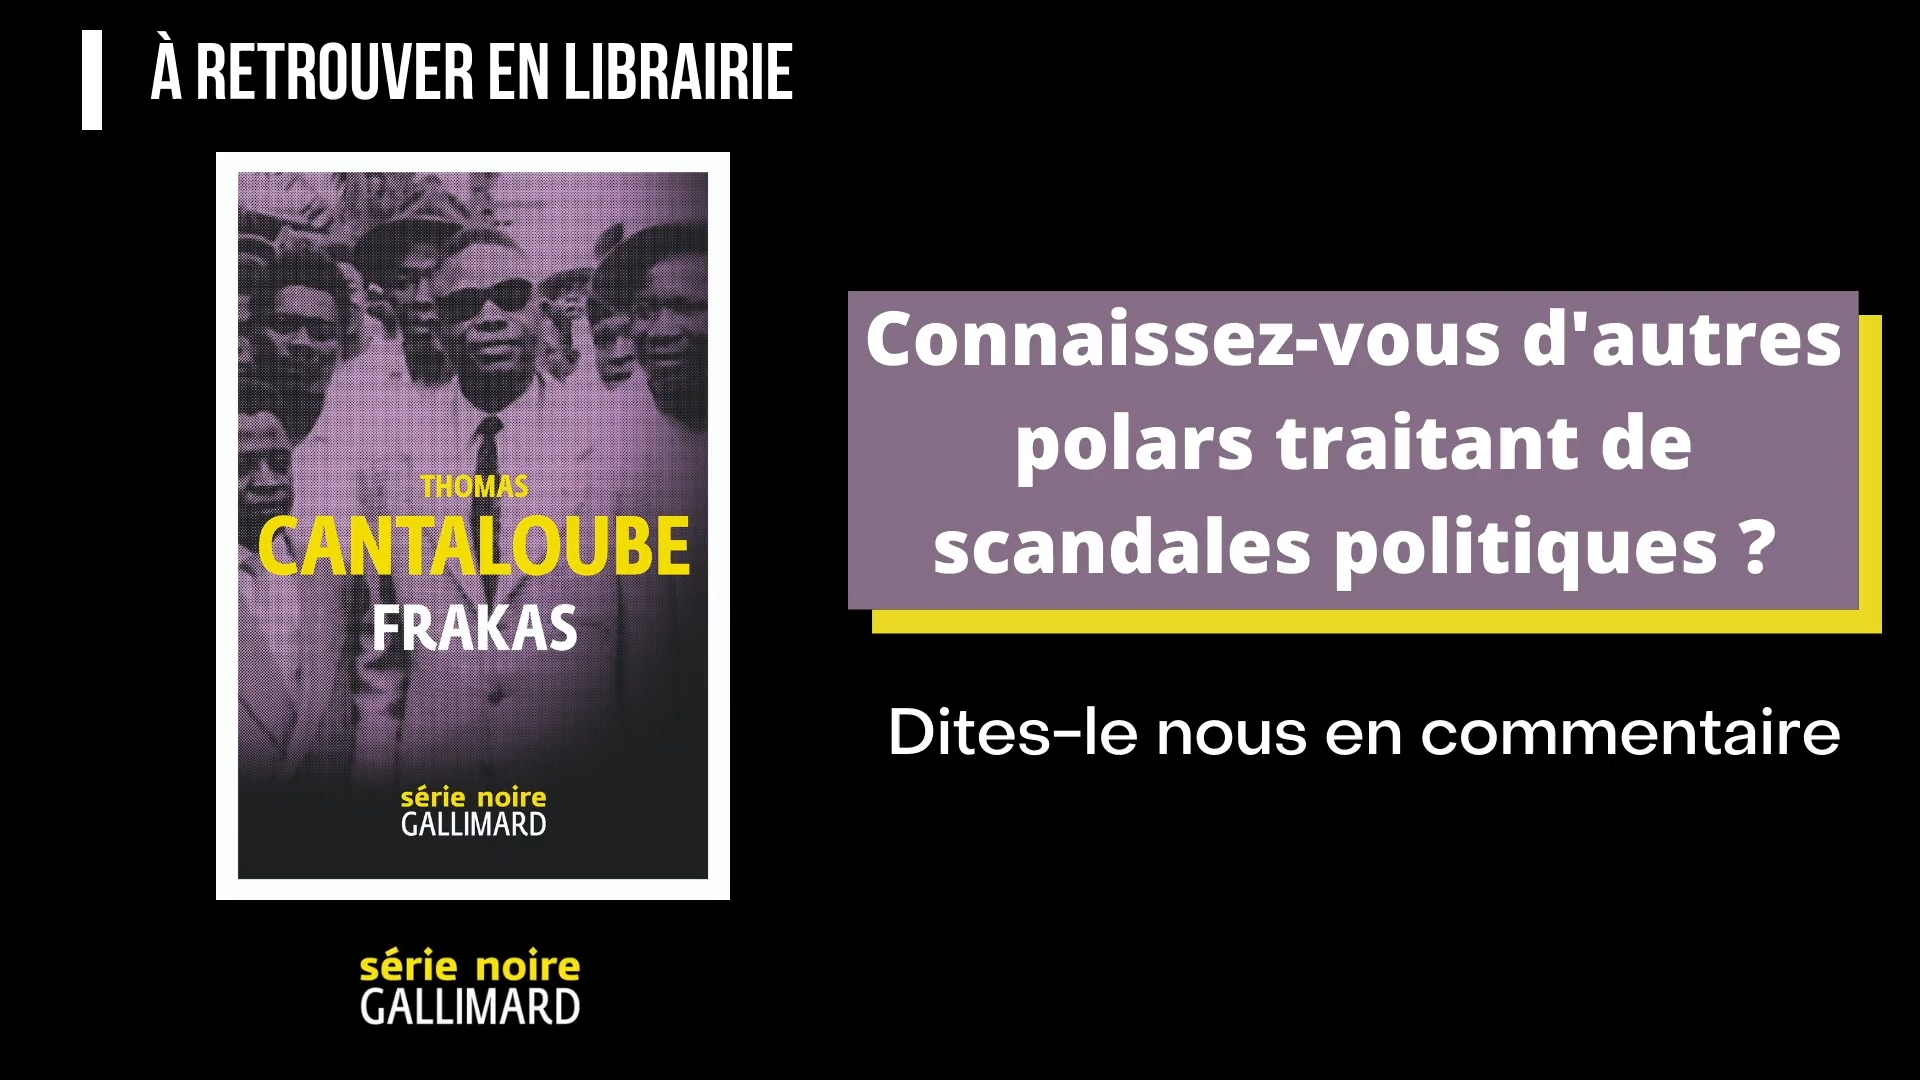 À RETROUVER EN LIBRAIRIE
THOMAS
CANTALOUBE
FRAKAS
série noire
GALLIMARD
série noire
GALLIMARD
Connaissez-vous d'autres
polars traitant de
scandales politiques ?
Dites-le nous en commentaire